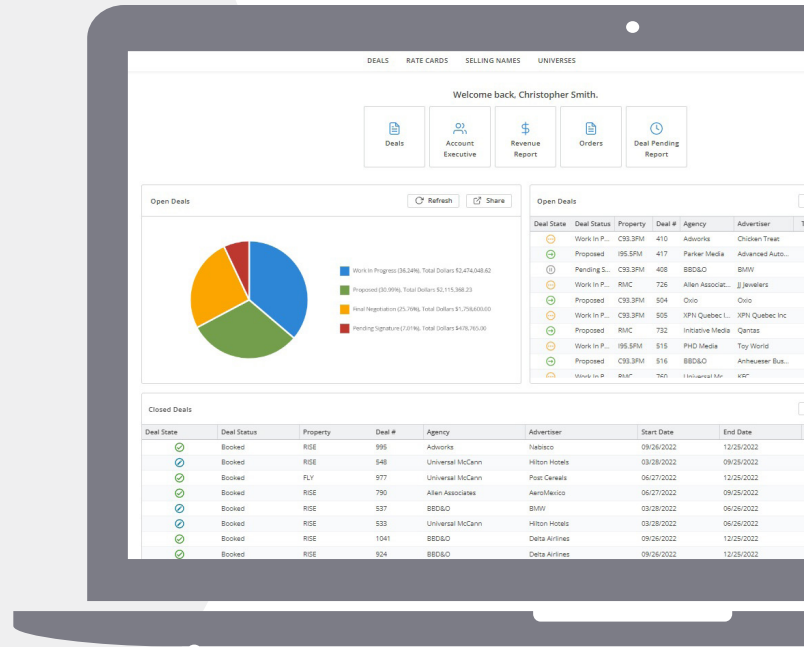 DEALS RATE CARDS SELLING NAMES UNIVERSES
Welcome back, Christopher Smith.
Deals
Account Executive
Revenue Report
Orders
Deal Pending Report
Open Deals Refresh Share
Work In Progress (36.24%), Total Dollars $2,474,048.62
Proposed (30.99%), Total Dollars $2,115,368.23
Final Negotiation (25.76%), Total Dollars $1,758,600.00
Pending Signature (7.01%), Total Dollars $478,765.00
Open Deals
Deal State Deal Status Property Deal # Agency Advertiser T
Work In P... C93.3FM 410 Adworks Chicken Treat
Proposed I95.5FM 417 Parker Media Advanced Auto...
Pending S... C93.3FM 408 BBD&O BMW
Work In P... RMC 726 Allen Associat... JJ Jewelers
Proposed C93.3FM 504 Oxio Oxio
Work In P... C93.3FM 505 XPN Quebec I... XPN Quebec Inc
Proposed RMC 732 Initiative Media Qantas
Work In P... I95.5FM 515 PHD Media Toy World
Proposed C93.3FM 516 BBD&O Anheueser Bus...
Work In P... RMC 760 Universal Mc... KFC
Closed Deals
Deal State Deal Status Property Deal # Agency Advertiser Start Date End Date
Booked RISE 995 Adworks Nabisco 09/26/2022 12/25/2022
Booked RISE 548 Universal McCann Hilton Hotels 03/28/2022 09/25/2022
Booked FLY 977 Universal McCann Post Cereals 06/27/2022 12/25/2022
Booked RISE 790 Allen Associates AeroMexico 06/27/2022 09/25/2022
Booked RISE 537 BBD&O BMW 03/28/2022 06/26/2022
Booked RISE 533 Universal McCann Hilton Hotels 03/28/2022 06/26/2022
Booked RISE 1041 BBD&O Delta Airlines 09/26/2022 12/25/2022
Booked RISE 924 BBD&O Delta Airlines 09/26/2022 12/25/2022